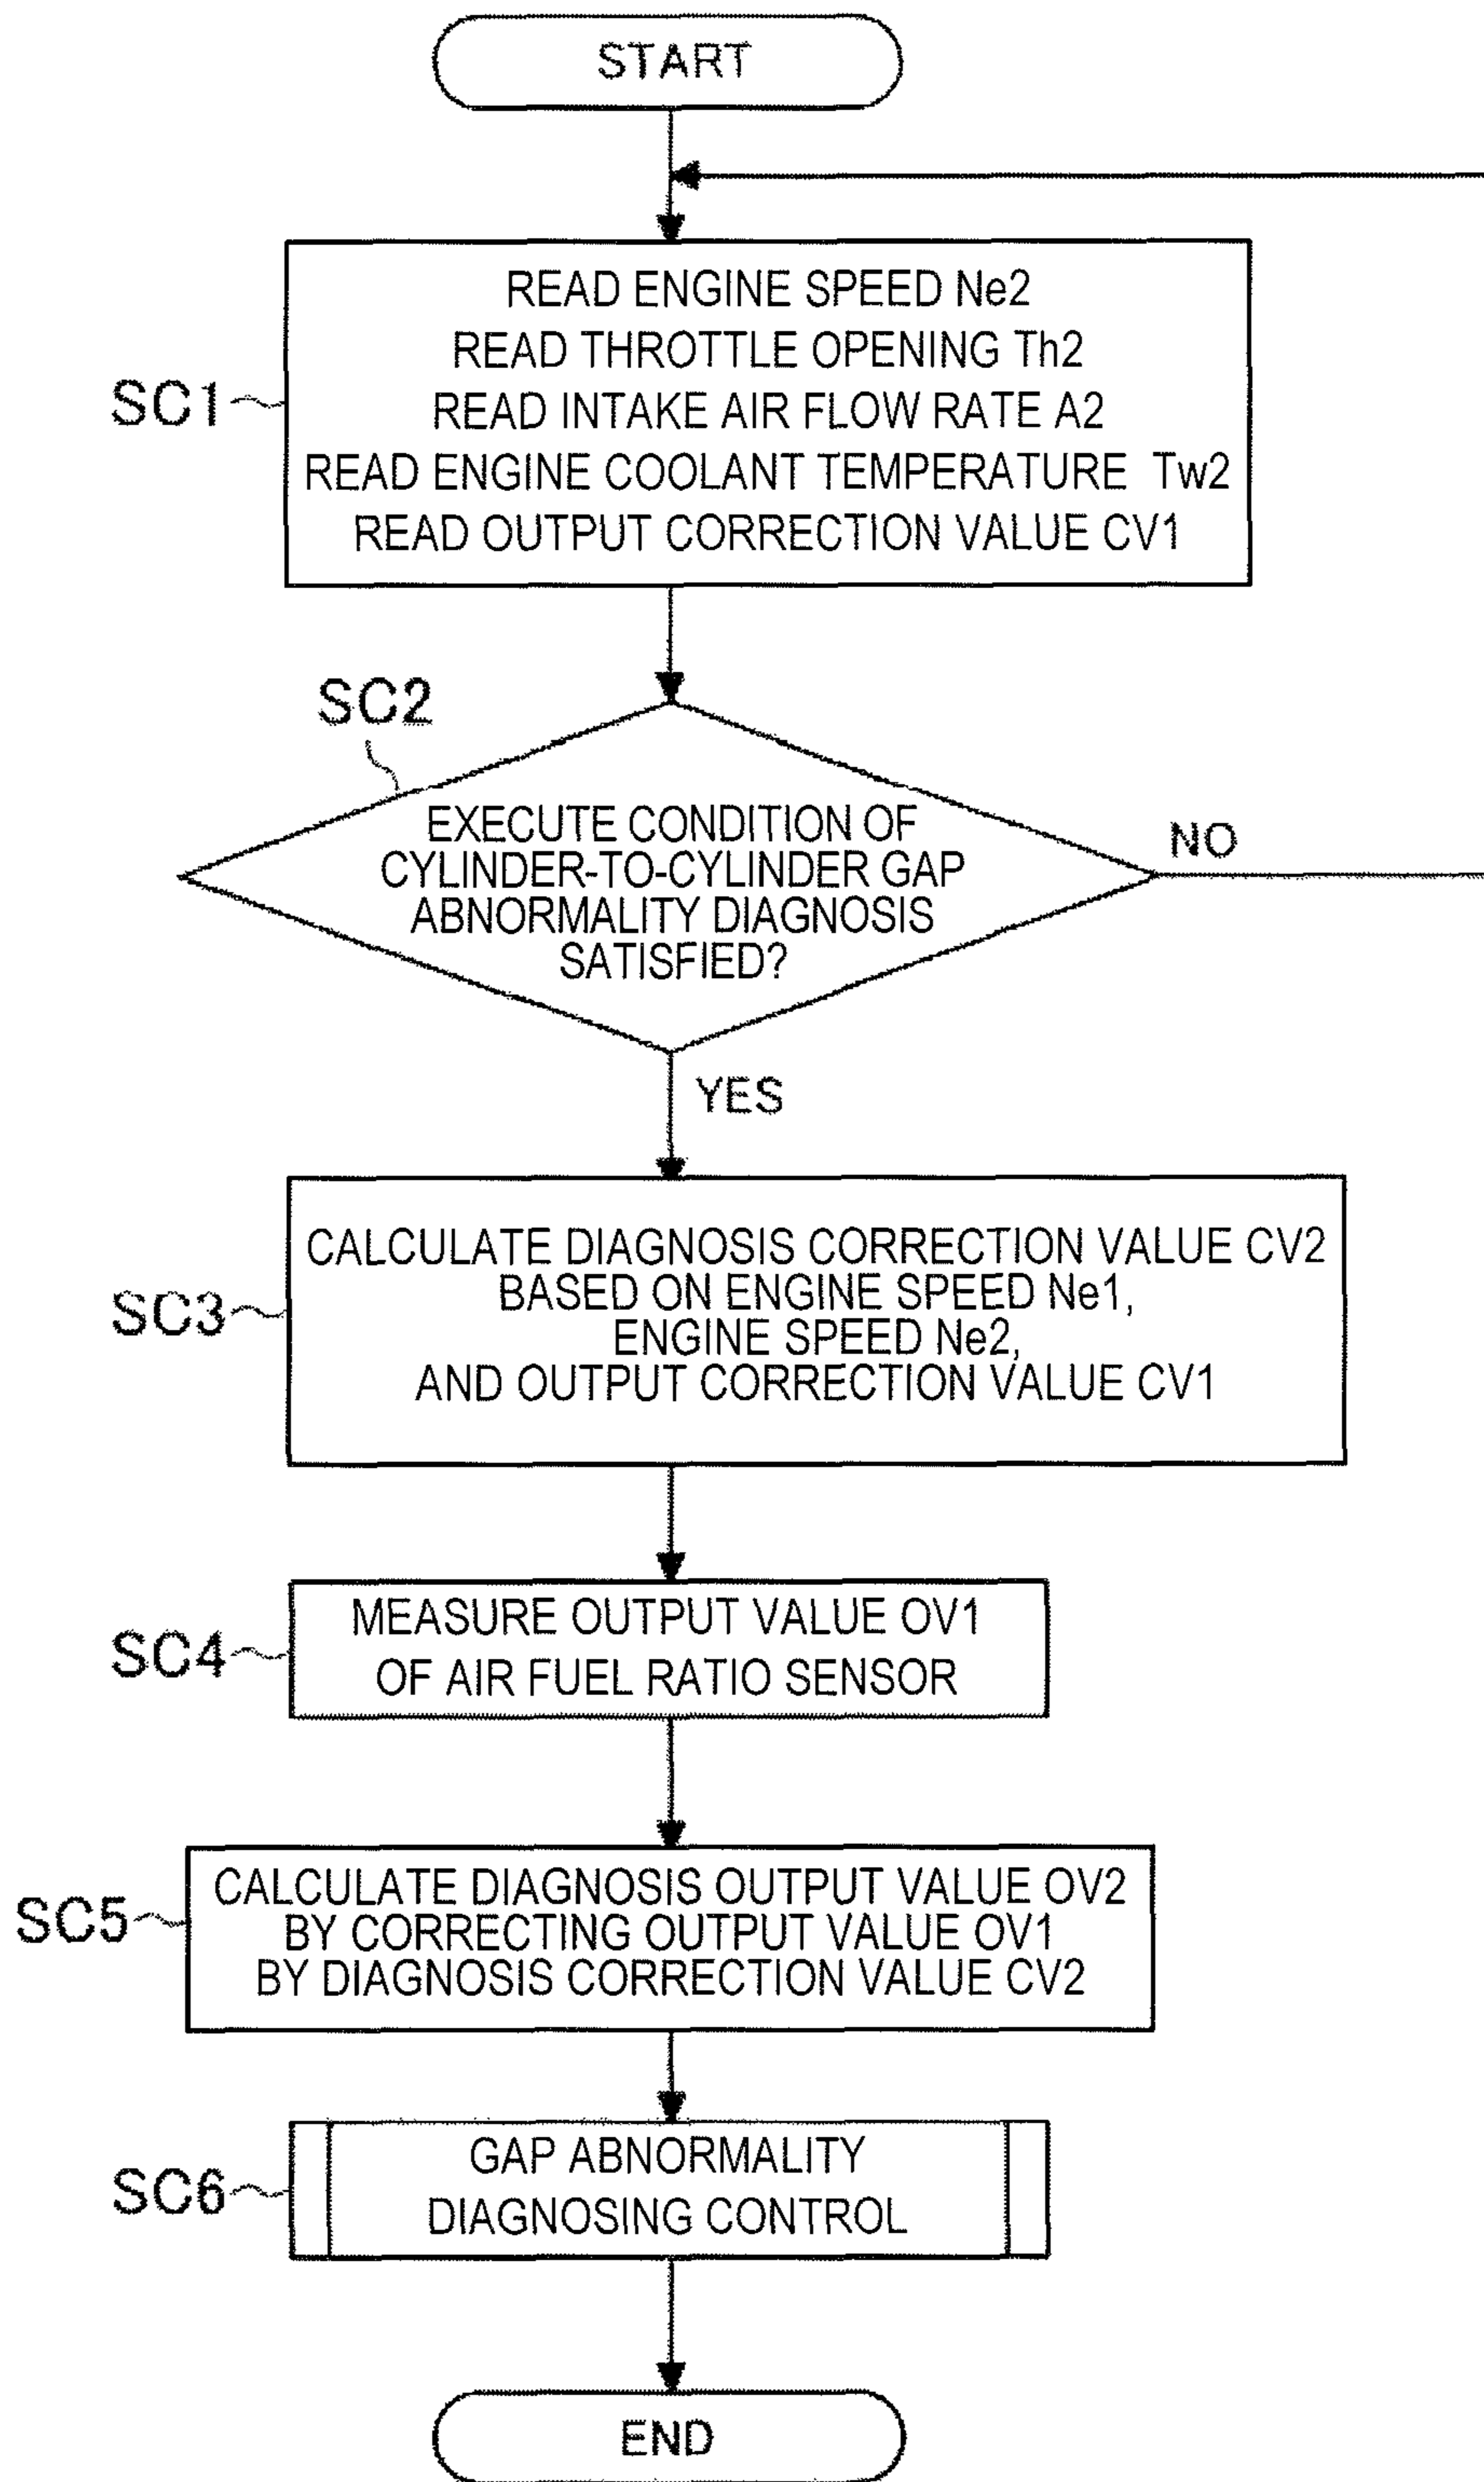 START
SC1
READ ENGINE SPEED Ne2
READ THROTTLE OPENING Th2
READ INTAKE AIR FLOW RATE A2
READ ENGINE COOLANT TEMPERATURE Tw2
READ OUTPUT CORRECTION VALUE CV1
SC2
EXECUTE CONDITION OF
CYLINDER-TO-CYLINDER GAP
ABNORMALITY DIAGNOSIS
SATISFIED?
NO
YES
SC3
CALCULATE DIAGNOSIS CORRECTION VALUE CV2
BASED ON ENGINE SPEED Ne1,
ENGINE SPEED Ne2,
AND OUTPUT CORRECTION VALUE CV1
SC4
MEASURE OUTPUT VALUE OV1
OF AIR FUEL RATIO SENSOR
SC5
CALCULATE DIAGNOSIS OUTPUT VALUE OV2
BY CORRECTING OUTPUT VALUE OV1
BY DIAGNOSIS CORRECTION VALUE CV2
SC6
GAP ABNORMALITY
DIAGNOSING CONTROL
END